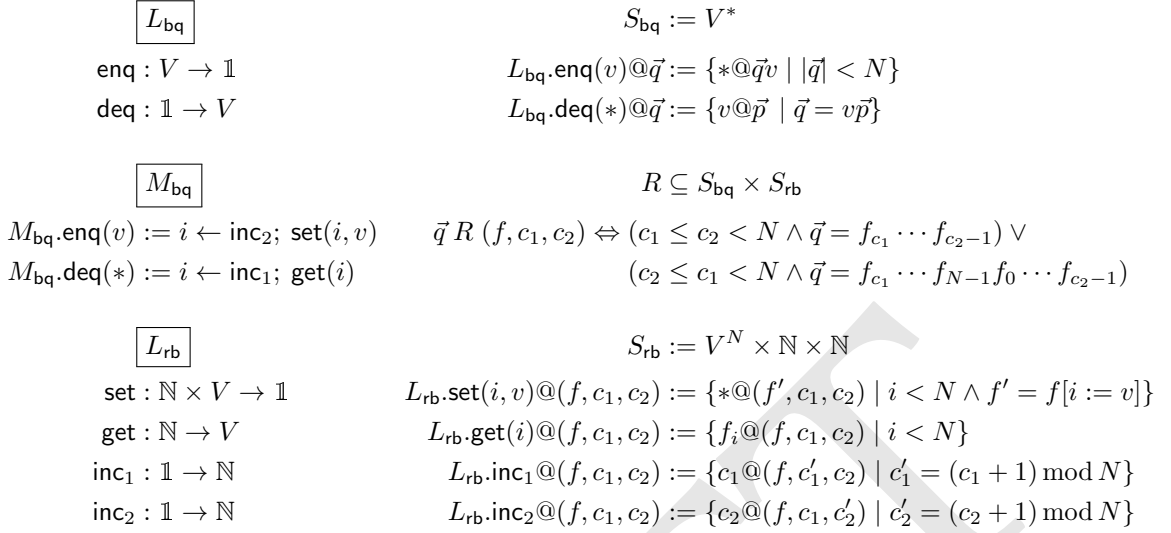 L_bq    S_bq := V*
enq : V → 𝟙    L_bq.enq(v)@q⃗ := {∗@q⃗v | |q⃗| < N}
deq : 𝟙 → V    L_bq.deq(∗)@q⃗ := {v@p⃗ | q⃗ = vp⃗}
M_bq    R ⊆ S_bq × S_rb
M_bq.enq(v) := i ← inc₂; set(i, v)    q⃗ R (f, c₁, c₂) ⇔ (c₁ ≤ c₂ < N ∧ q⃗ = f_{c₁} ··· f_{c₂−1}) ∨
M_bq.deq(∗) := i ← inc₁; get(i)    (c₂ ≤ c₁ < N ∧ q⃗ = f_{c₁} ··· f_{N−1}f₀ ··· f_{c₂−1})
L_rb    S_rb := V^N × ℕ × ℕ
set : ℕ × V → 𝟙    L_rb.set(i, v)@(f, c₁, c₂) := {∗@(f′, c₁, c₂) | i < N ∧ f′ = f[i := v]}
get : ℕ → V    L_rb.get(i)@(f, c₁, c₂) := {f_i@(f, c₁, c₂) | i < N}
inc₁ : 𝟙 → ℕ    L_rb.inc₁@(f, c₁, c₂) := {c₁@(f, c₁′, c₂) | c₁′ = (c₁ + 1) mod N}
inc₂ : 𝟙 → ℕ    L_rb.inc₂@(f, c₁, c₂) := {c₂@(f, c₁, c₂′) | c₂′ = (c₂ + 1) mod N}